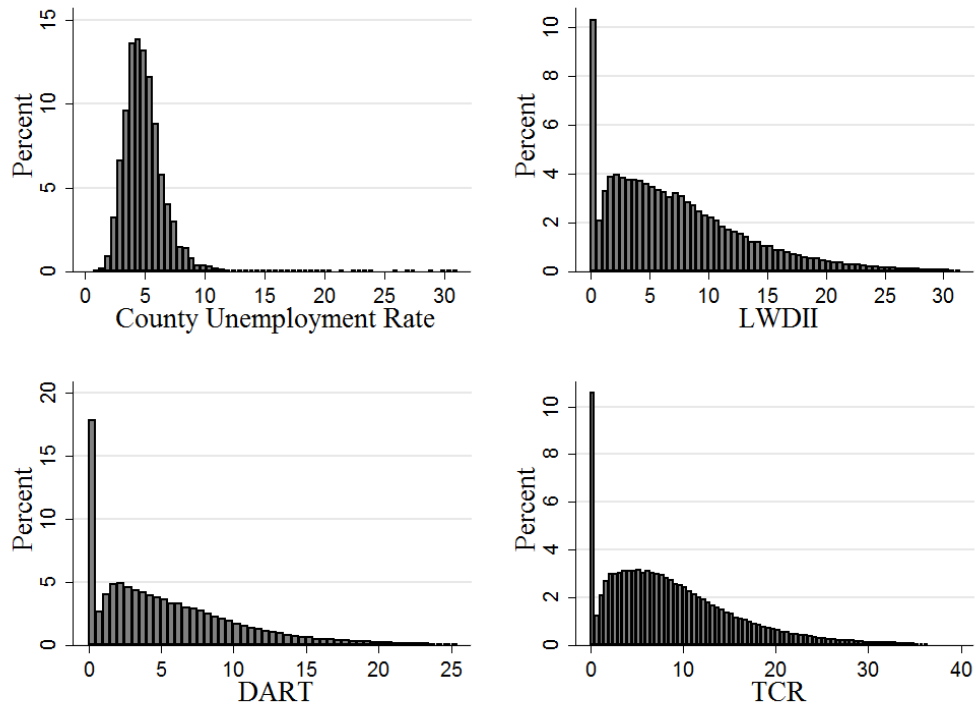 Percent
0 5 10 15
0 5 10 15 20 25 30
County Unemployment Rate
Percent
0 2 4 6 8 10
0 5 10 15 20 25 30
LWDII
Percent
0 5 10 15 20
0 5 10 15 20 25
DART
Percent
0 2 4 6 8 10
0 10 20 30 40
TCR